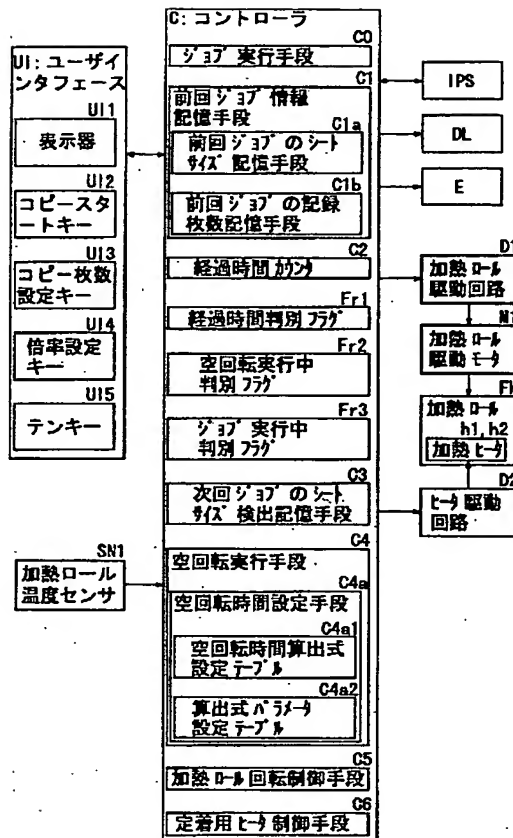 UI:ユーザイ
ンタフェース
UI1
表示器
UI2
コピースタ
ートキー
UI3
コピー枚数
設定キー
UI4
倍率設定
キー
UI5
テンキー
SN1
加熱ロール
温度センサ
C:コントローラ
C0
ジョブ実行手段
C1
前回ジョブ情報
記憶手段
C1a
前回ジョブのシート
サイズ記憶手段
C1b
前回ジョブの記録
枚数記憶手段
C2
経過時間カウンタ
Fr1
経過時間判別フラグ
Fr2
空回転実行中
判別フラグ
Fr3
ジョブ実行中
判別フラグ
C3
次回ジョブのシート
サイズ検出記憶手段
C4
空回転実行手段
C4a
空回転時間設定手段
C4a1
空回転時間算出式
設定テーブル
C4a2
算出式パラメータ
設定テーブル
C5
加熱ロール回転制御手段
C6
定着用ヒータ制御手段
IPS
DL
E
D1
加熱ロール
駆動回路
M1
加熱ロール
駆動モータ
加熱ロール
h1,h2
加熱ヒータ
D2
ヒータ駆動
回路